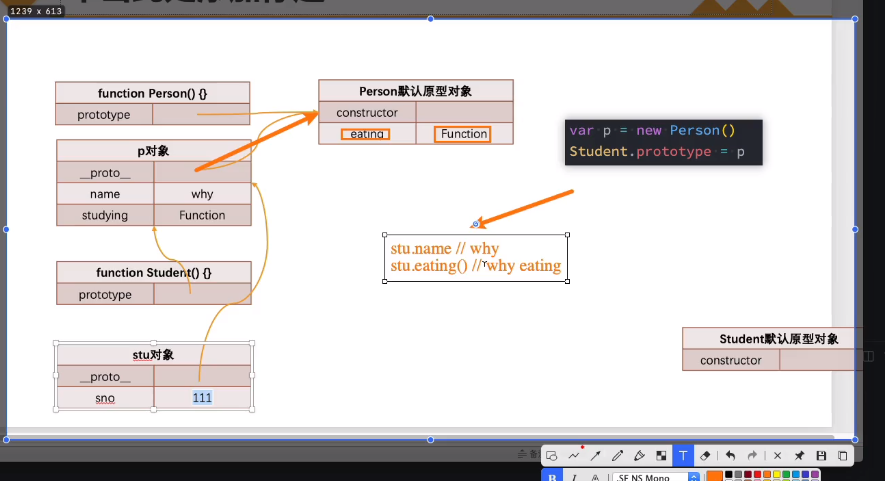 1239 x 613
function Person() {}
prototype
Person默认原型对象
constructor
eating Function
var p = new Person()
Student.prototype = p
p对象
__proto__
name why
studying Function
stu.name // why
stu.eating() // why eating
function Student() {}
prototype
Student默认原型对象
constructor
stu对象
__proto__
sno 111
T
B I A .SF NS Mono